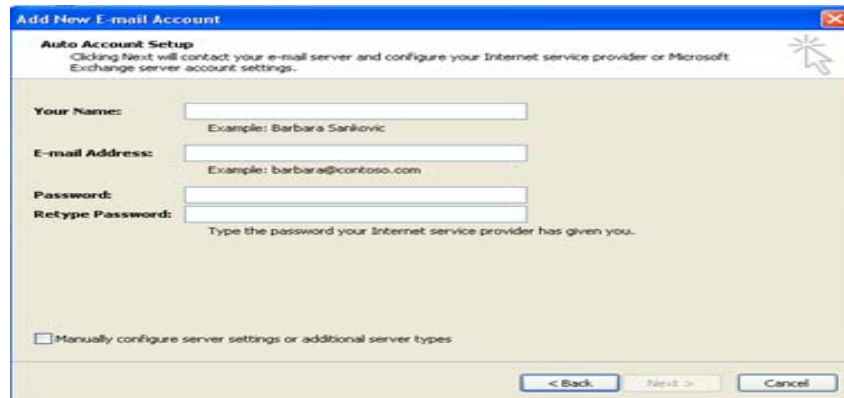 Add New E-mail Account
Auto Account Setup
Clicking Next will contact your e-mail server and configure your Internet service provider or Microsoft
Exchange server account settings.
Your Name:
Example: Barbara Sankovic
E-mail Address:
Example: barbara@contoso.com
Password:
Retype Password:
Type the password your Internet service provider has given you.
Manually configure server settings or additional server types
< Back Next > Cancel